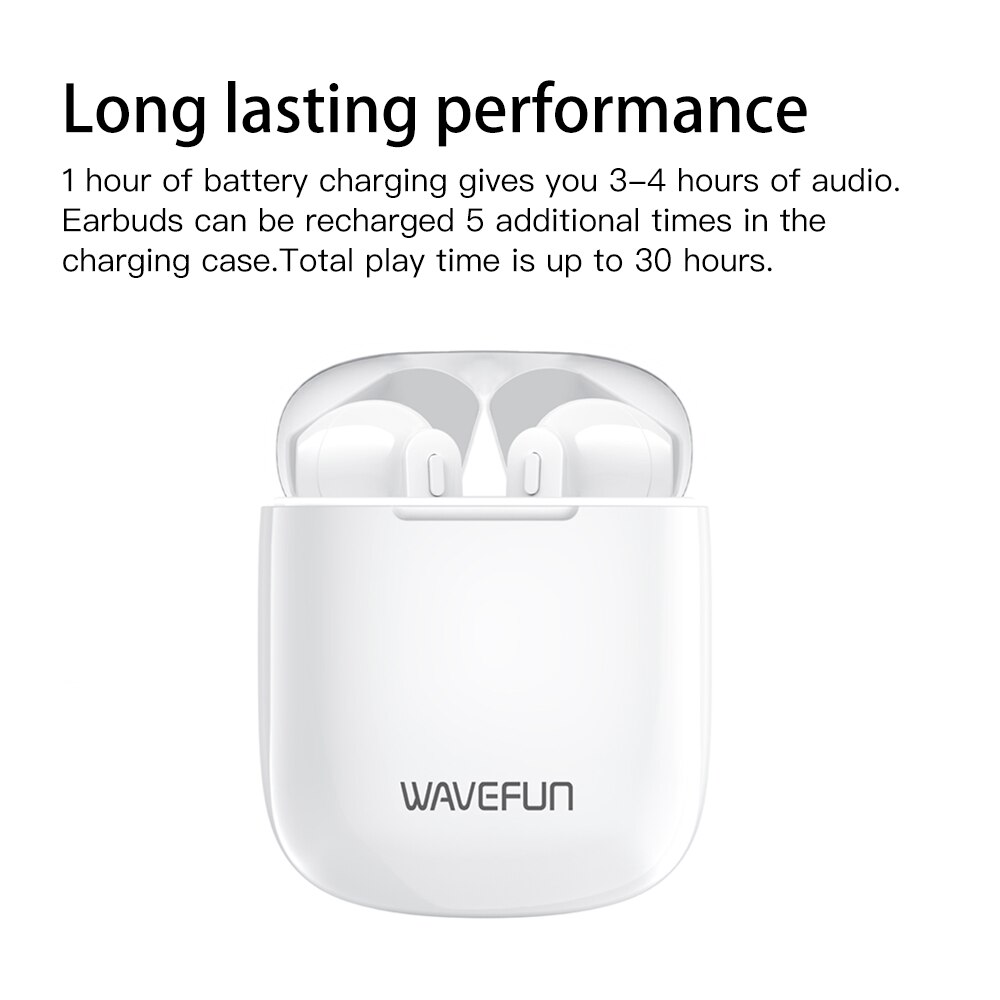 Long lasting performance
1 hour of battery charging gives you 3–4 hours of audio.
Earbuds can be recharged 5 additional times in the
charging case.Total play time is up to 30 hours.
WAVEFUN